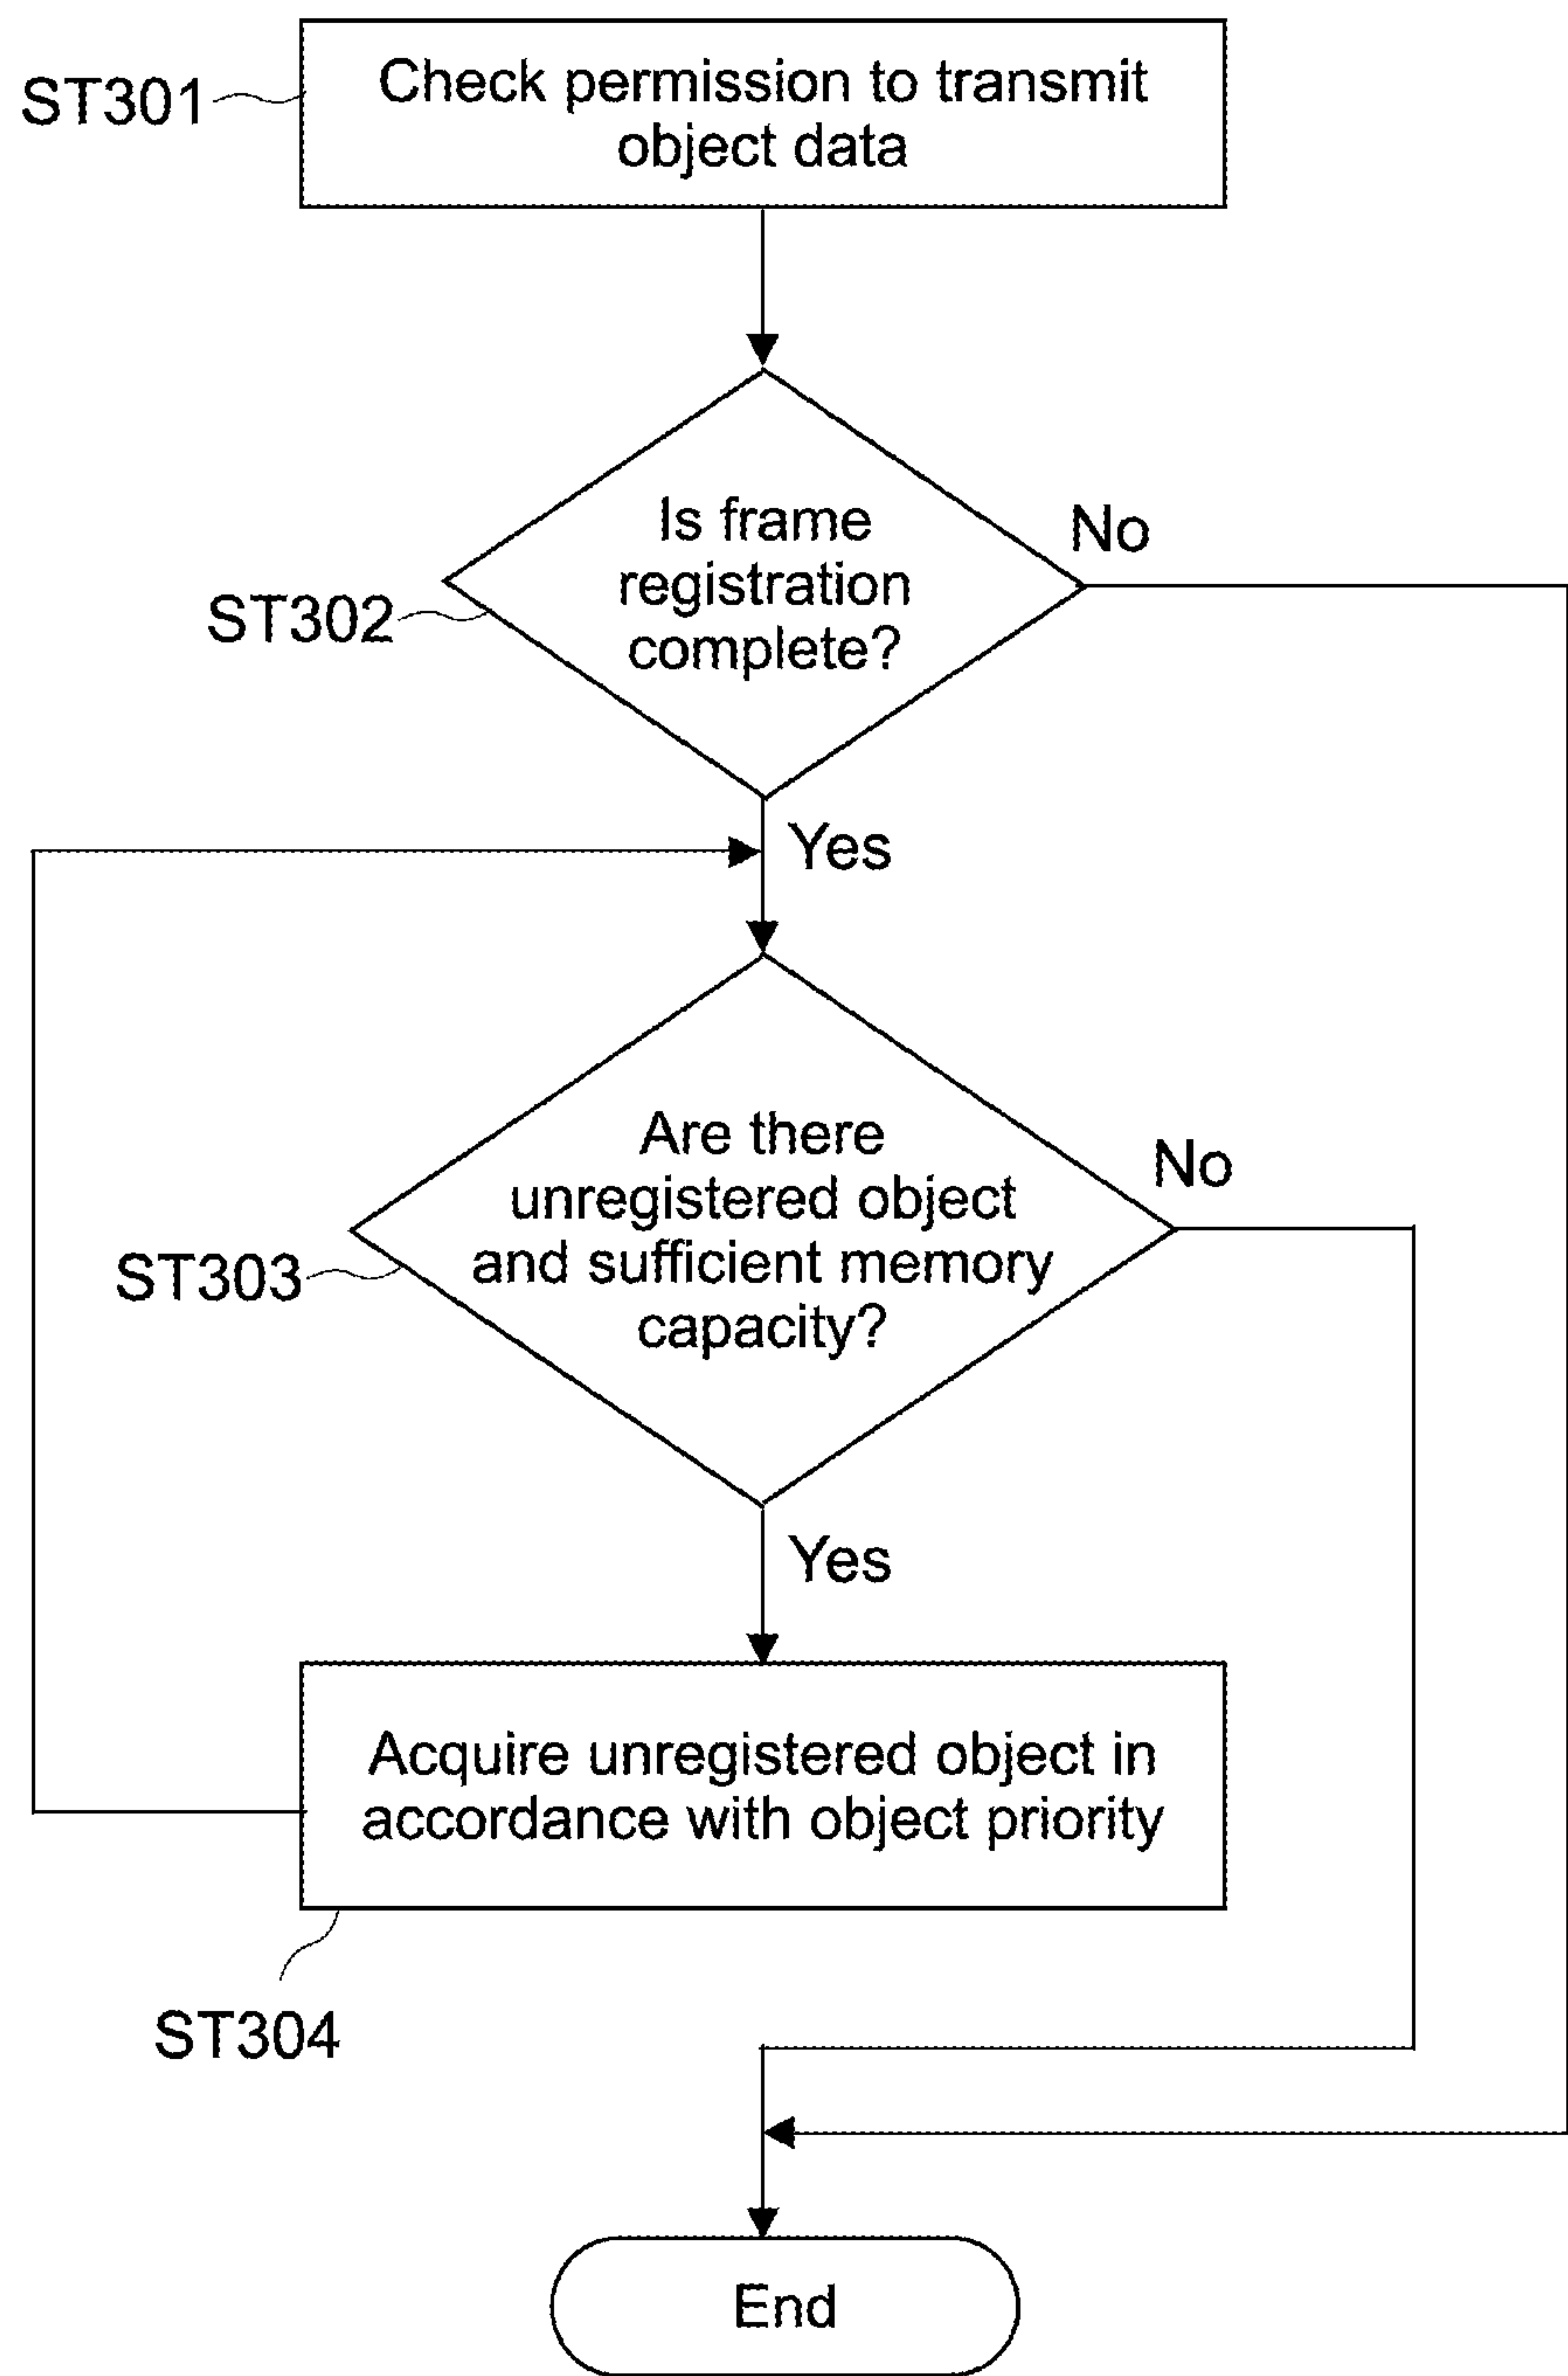 ST301
Check permission to transmit
object data
Is frame
registration
complete?
No
ST302
Yes
Are there
unregistered object
and sufficient memory
capacity?
No
ST303
Yes
Acquire unregistered object in
accordance with object priority
ST304
End